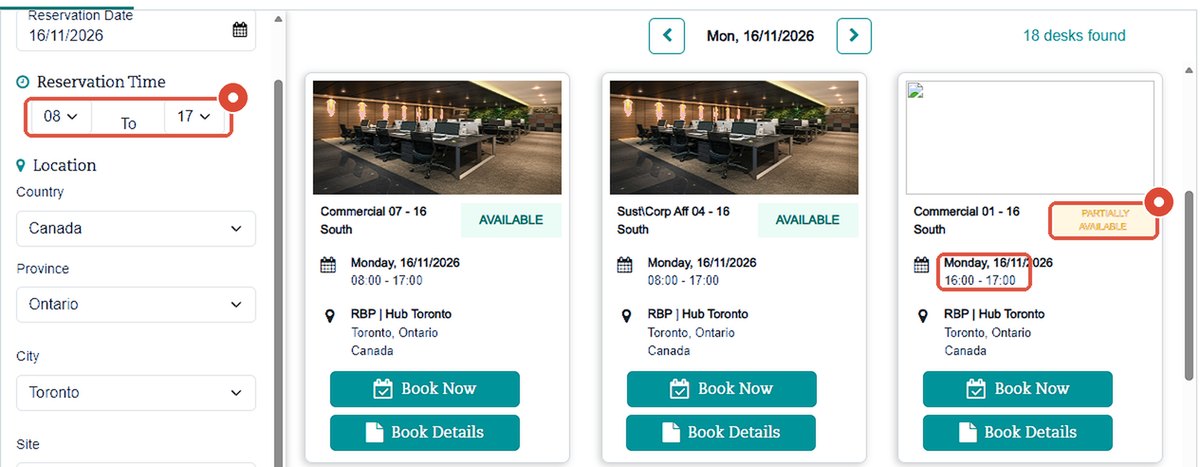 Reservation Date
16/11/2026
Reservation Time
08 To 17
Location
Country
Canada
Province
Ontario
City
Toronto
Site
Mon, 16/11/2026
18 desks found
Commercial 07 - 16
South
AVAILABLE
Monday, 16/11/2026
08:00 - 17:00
RBP | Hub Toronto
Toronto, Ontario
Canada
Book Now
Book Details
Sust\Corp Aff 04 - 16
South
AVAILABLE
Monday, 16/11/2026
08:00 - 17:00
RBP | Hub Toronto
Toronto, Ontario
Canada
Book Now
Book Details
Commercial 01 - 16
South
PARTIALLY
AVAILABLE
Monday, 16/11/2026
16:00 - 17:00
RBP | Hub Toronto
Toronto, Ontario
Canada
Book Now
Book Details